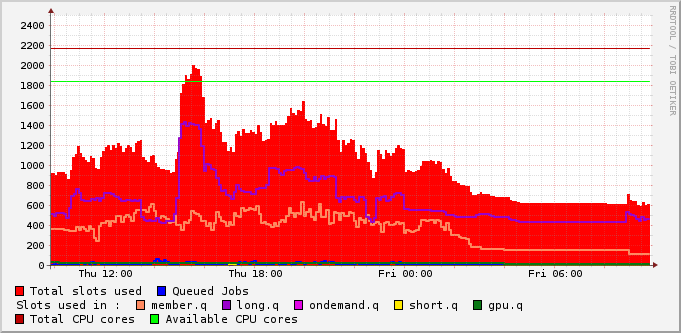 2400
2200
2000
1800
1600
1400
1200
1000
800
600
400
200
0
Thu 12:00 Thu 18:00 Fri 00:00 Fri 06:00
RRDTOOL / TOBI OETIKER
Total slots used Queued Jobs
Slots used in : member.q long.q ondemand.q short.q gpu.q
Total CPU cores Available CPU cores